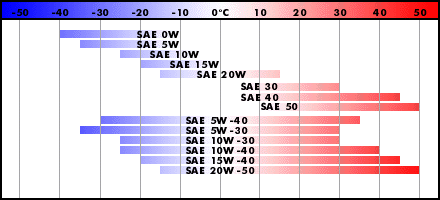 -50 -40 -30 -20 -10 0°C 10 20 30 40 50
SAE 0W
SAE 5W
SAE 10W
SAE 15W
SAE 20W
SAE 30
SAE 40
SAE 50
SAE 5W -40
SAE 5W -30
SAE 10W -30
SAE 10W -40
SAE 15W -40
SAE 20W -50